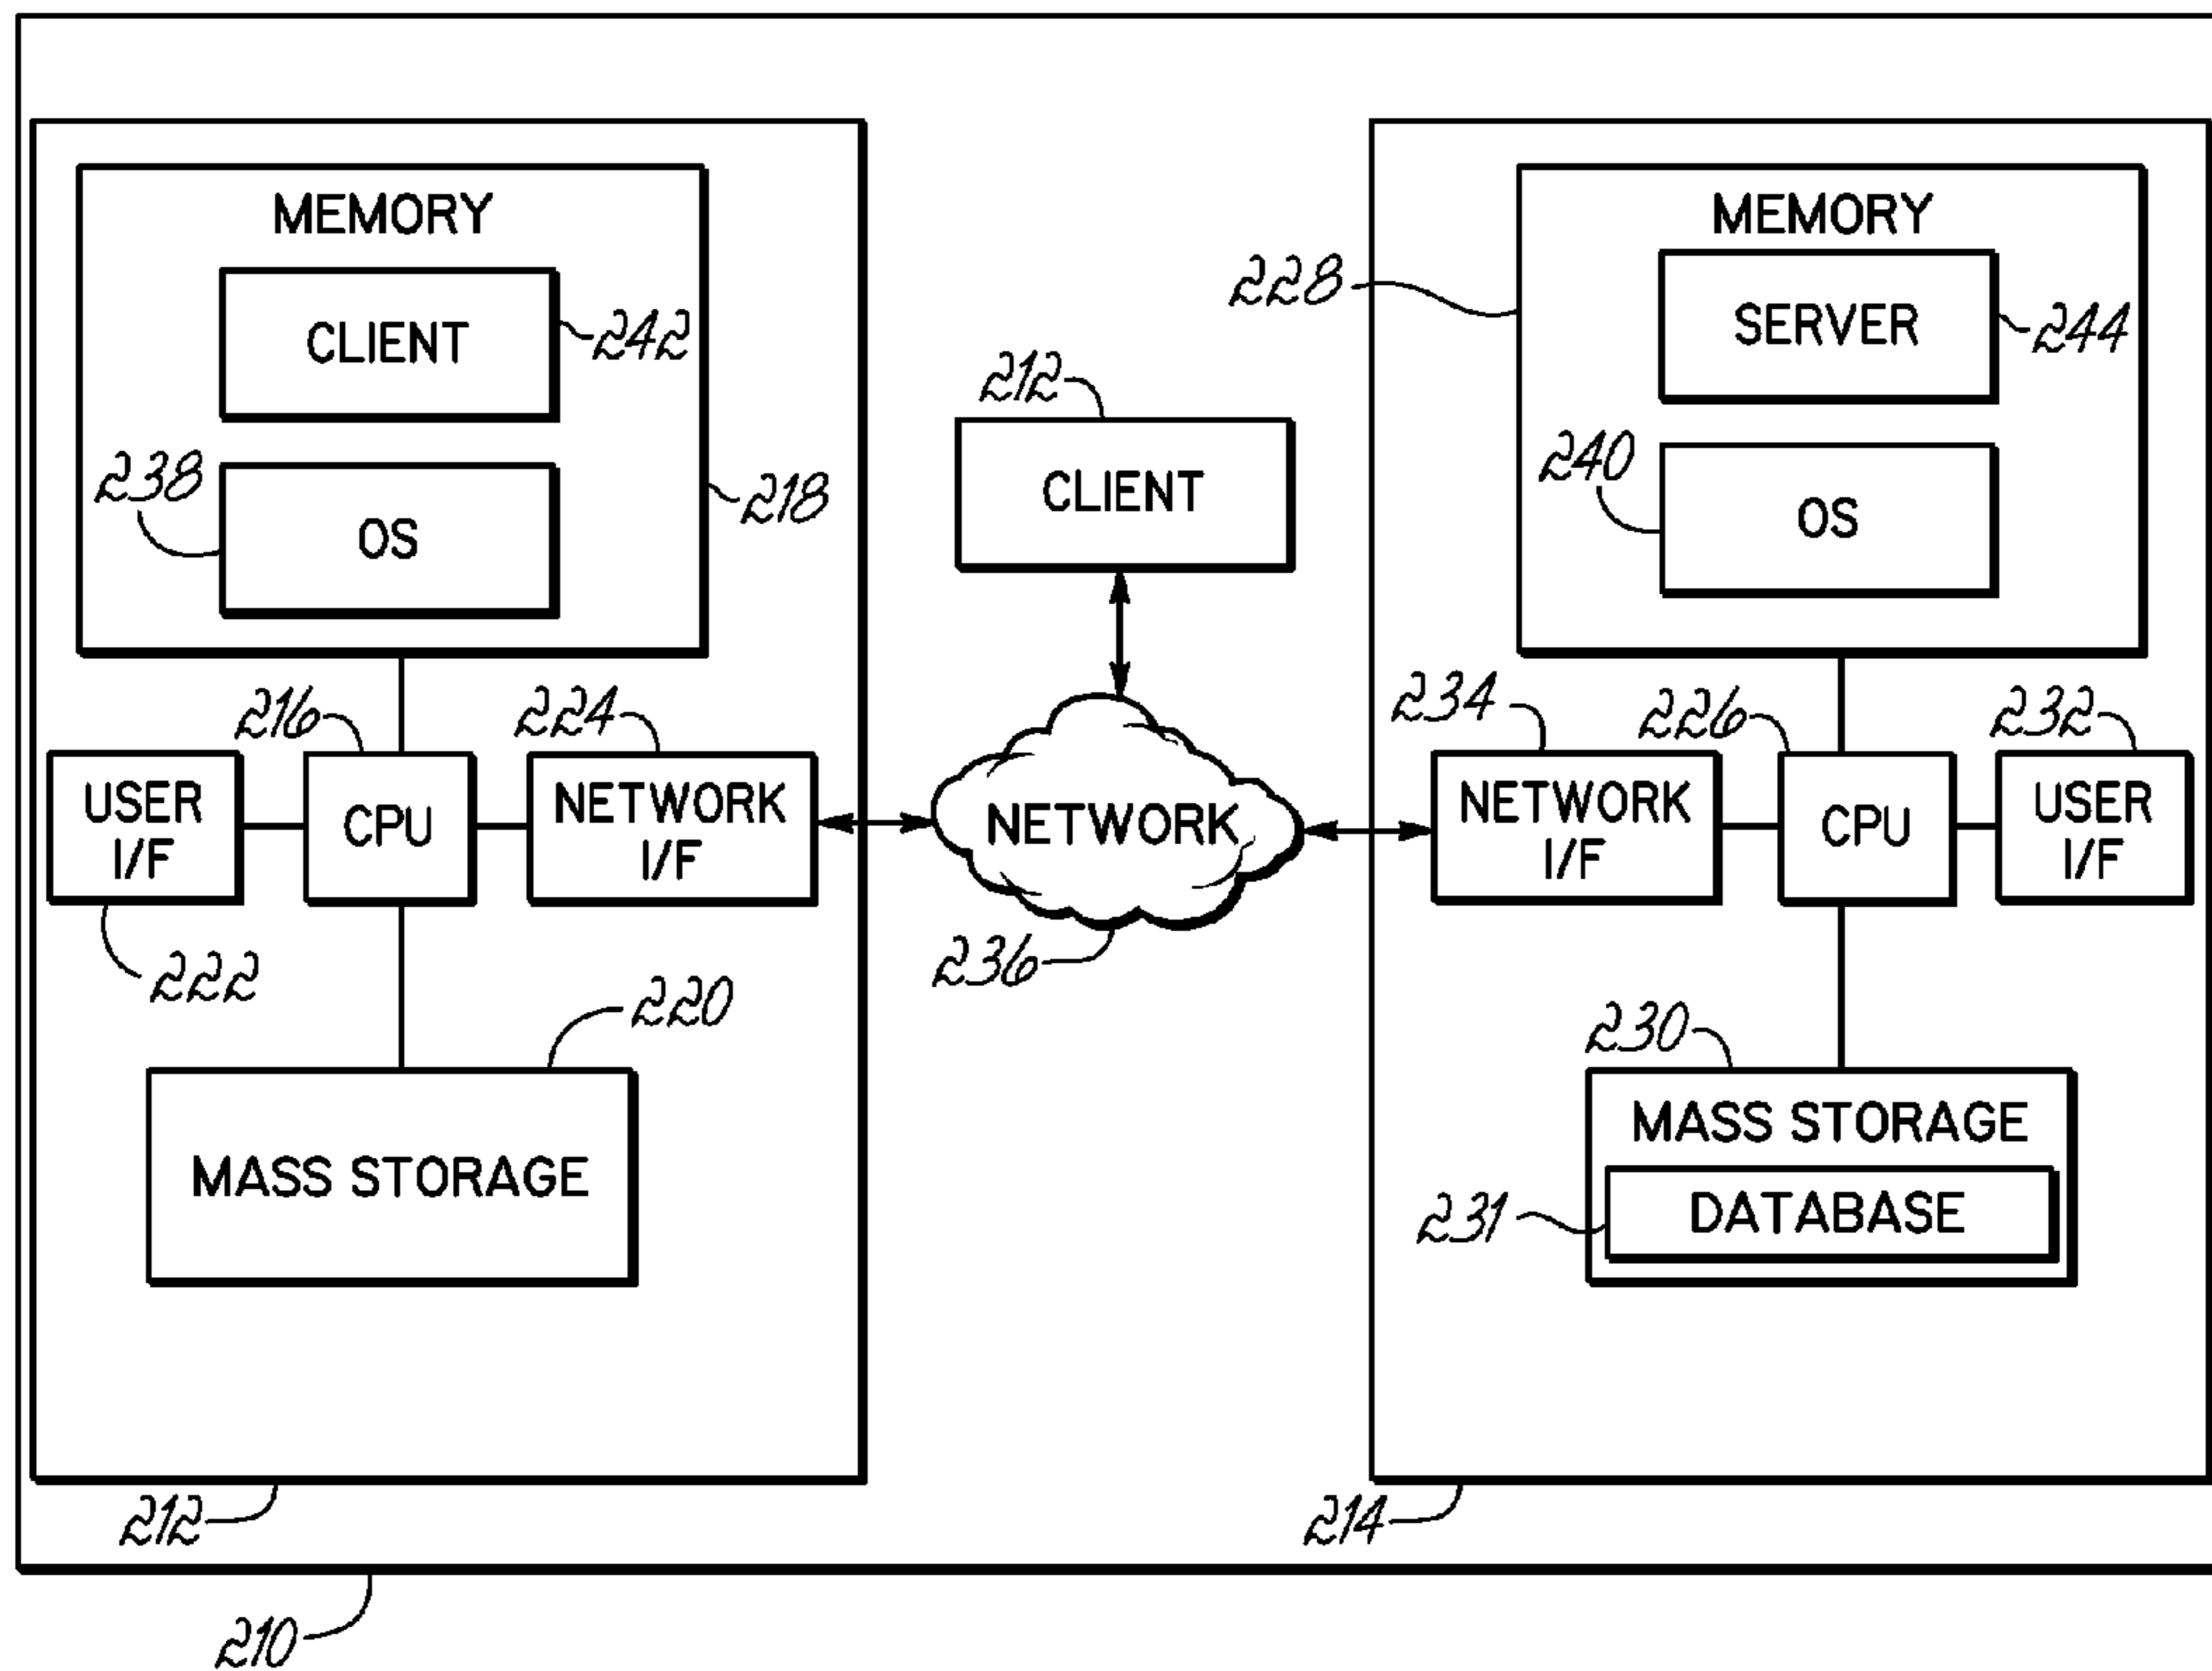 MEMORY
CLIENT
242
238
OS
218
216
224
USER
I/F
CPU
NETWORK
I/F
222
220
MASS STORAGE
212
212
CLIENT
NETWORK
236
MEMORY
228
SERVER
244
240
OS
234
226
232
NETWORK
I/F
CPU
USER
I/F
230
MASS STORAGE
231
DATABASE
214
210